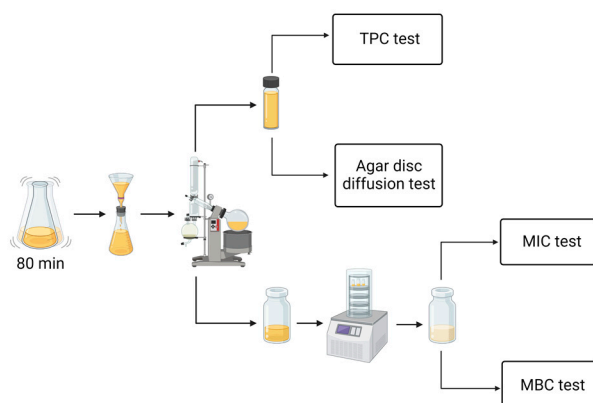 TPC test
Agar disc
diffusion test
80 min
MIC test
MBC test